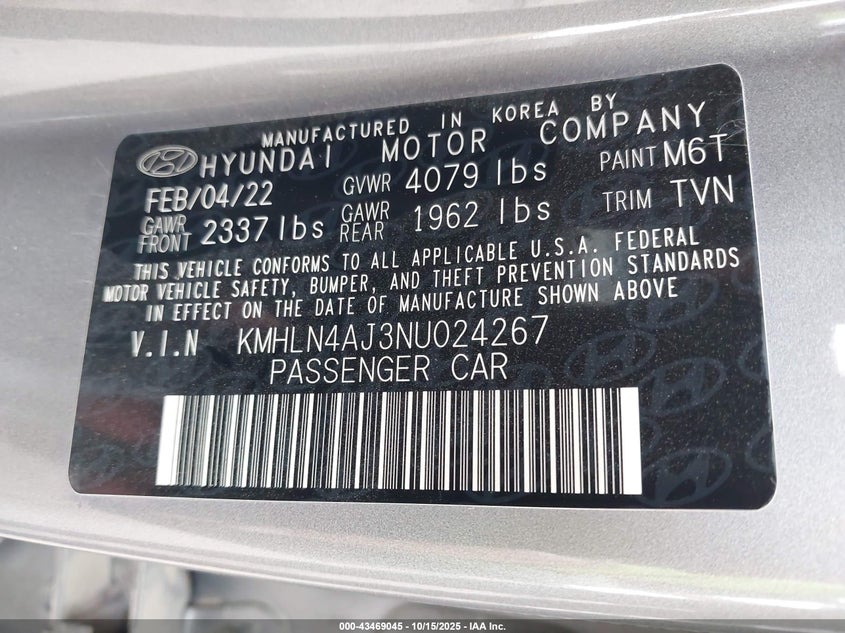 MANUFACTURED IN KOREA BY
HYUNDAI MOTOR COMPANY
FEB/04/22 GVWR 4079 lbs PAINT M6T
GAWR FRONT 2337 lbs GAWR REAR 1962 lbs TRIM TVN
THIS VEHICLE CONFORMS TO ALL APPLICABLE U.S.A. FEDERAL
MOTOR VEHICLE SAFETY, BUMPER, AND THEFT PREVENTION STANDARDS
IN EFFECT ON THE DATE OF MANUFACTURE SHOWN ABOVE
V.I.N KMHLN4AJ3NU024267
PASSENGER CAR
000-43469045 - 10/15/2025 - IAA Inc.